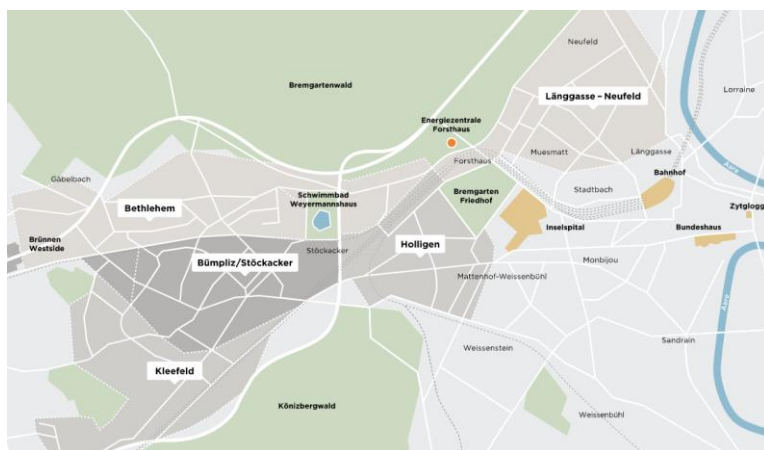 Neufeld
Bremgartenwald
Lorraine
Länggasse – Neufeld
Energiezentrale
Forsthaus
Muesmatt
Länggasse
Forsthaus
Aare
Bahnhof
Gäbelbach
Schwimmbad
Weyermannshaus
Bremgarten
Friedhof
Stadtbach
Bethlehem
Zytglogg
Inselspital
Bundeshaus
Brünnen
Westside
Stöckacker
Holligen
Bümpliz/Stöckacker
Monbijou
Mattenhof-Weissenbühl
Aare
Sandrain
Weissenstein
Kleefeld
Könizbergwald
Weissenbühl